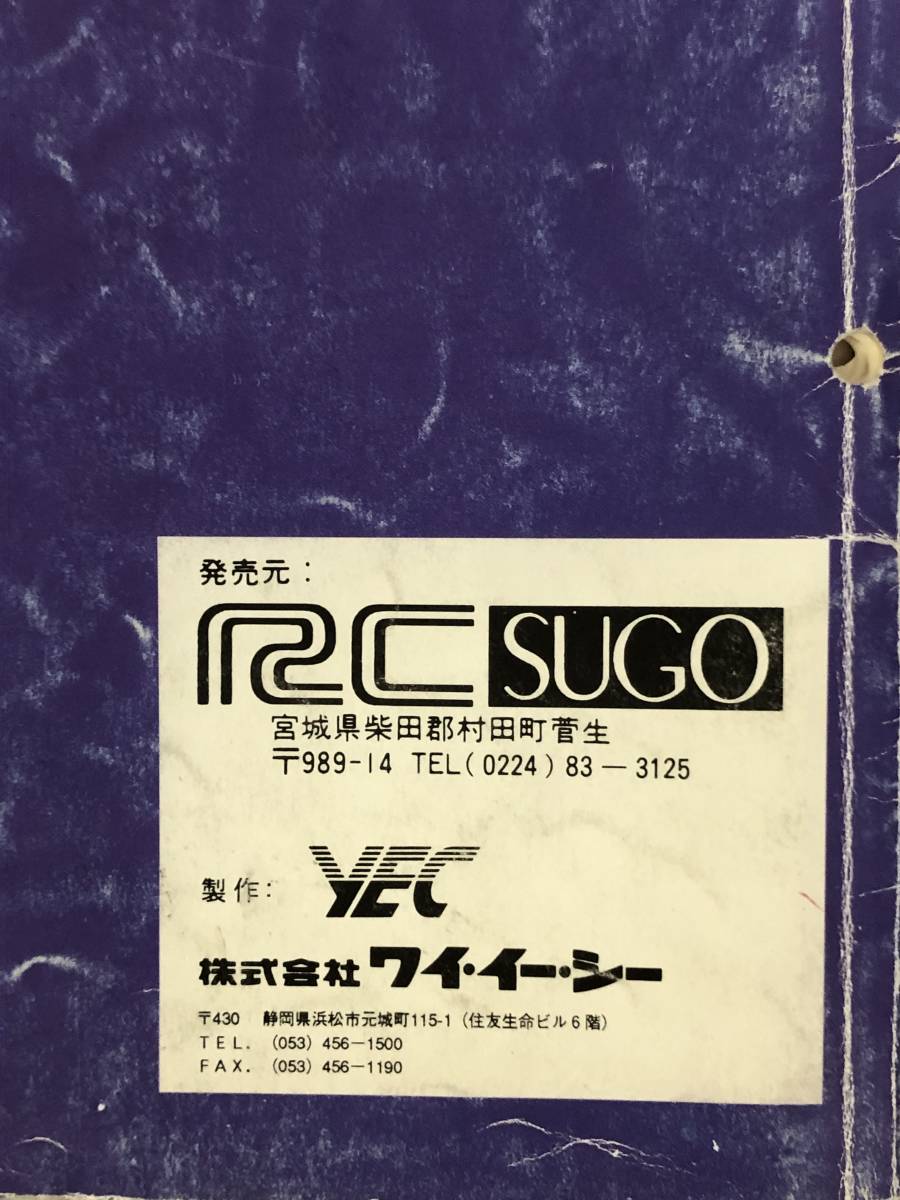 発売元:
RC SUGO
宮城県柴田郡村田町菅生
〒989-14 TEL(0224)83-3125
製作: YEC
株式会社ワイ・イー・シー
〒430 静岡県浜松市元城町115-1 (住友生命ビル6階)
TEL. (053) 456-1500
FAX. (053) 456-1190